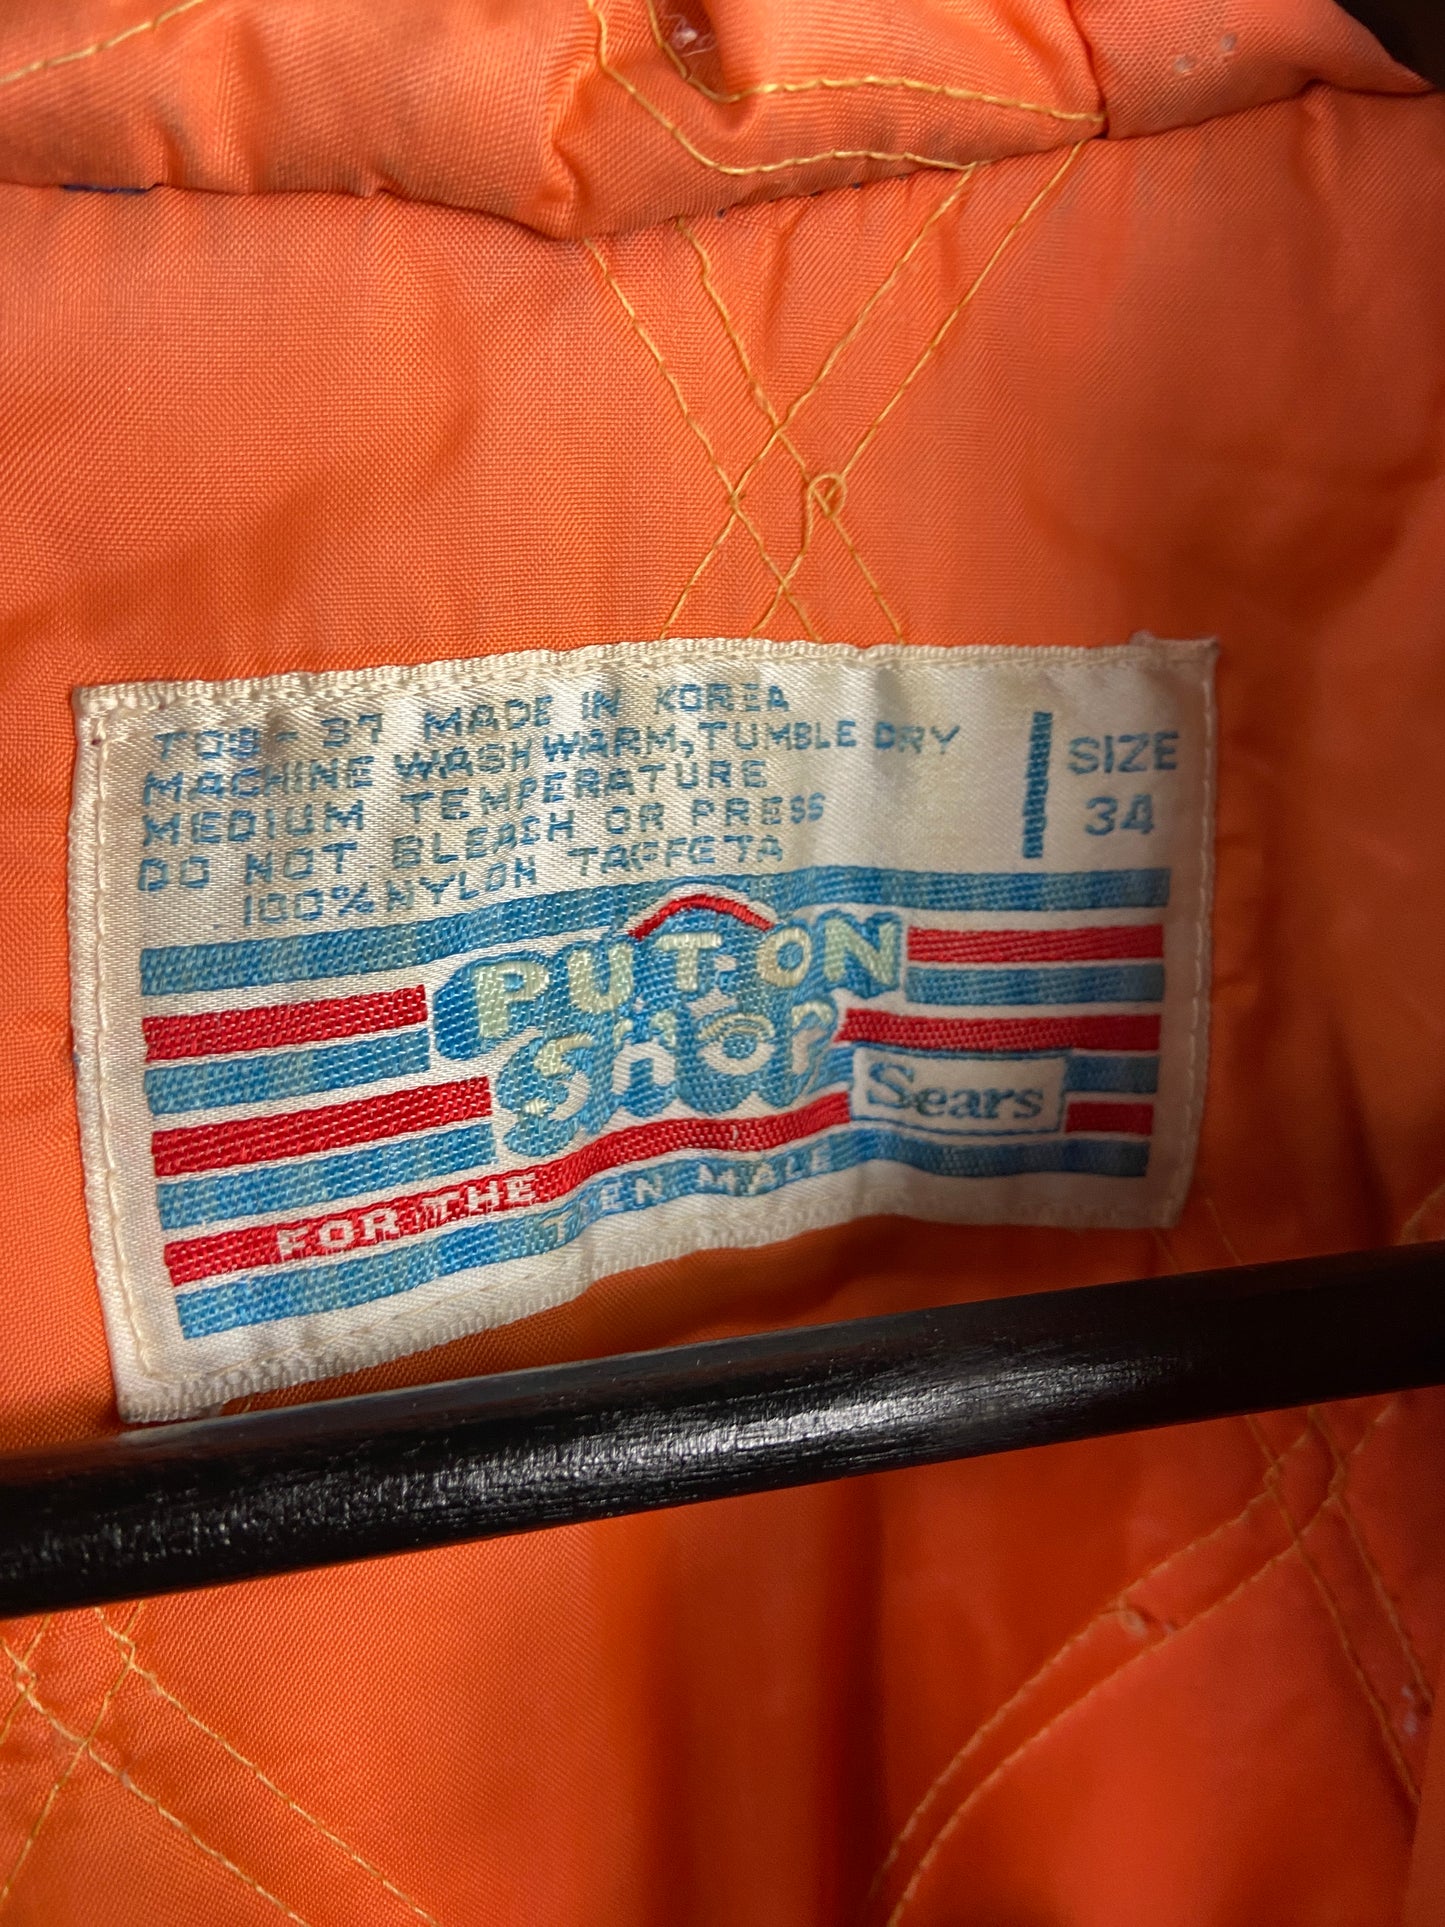 TOS-37 MADE IN KOREA
MACHINE WASH WARM, TUMBLE DRY
MEDIUM TEMPERATURE
DO NOT BLEACH OR PRESS
100% NYLON TAFFETA
SIZE
34
PUT-ON
SHOP
Sears
FOR THE
TEEN MALE